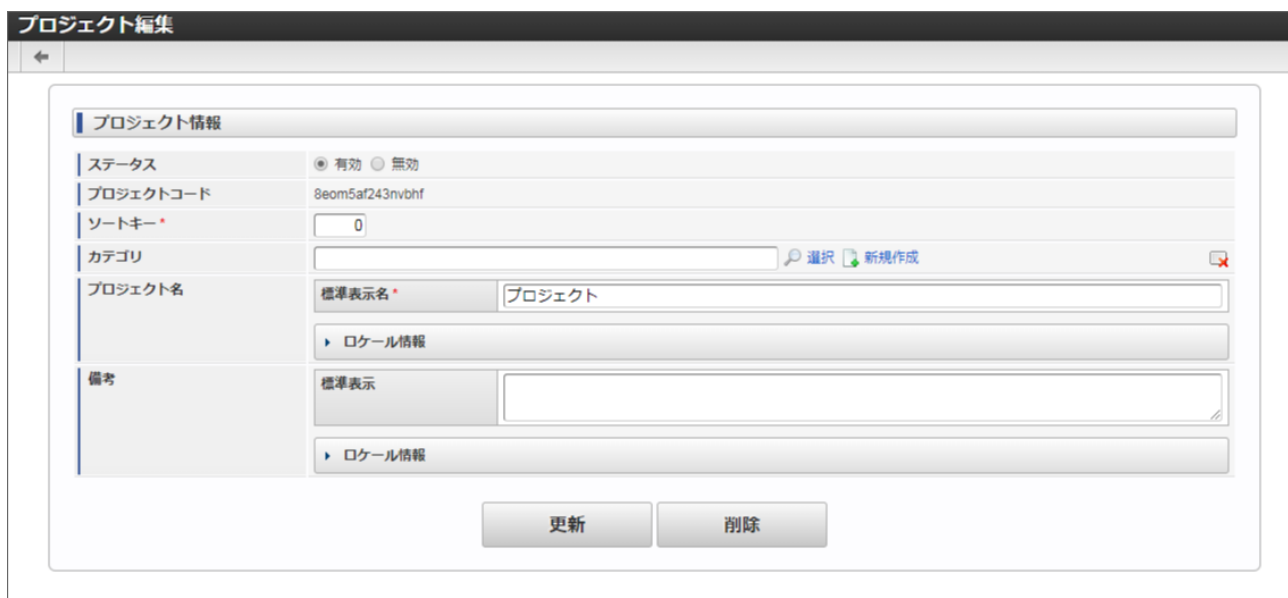 プロジェクト編集
プロジェクト情報
ステータス 有効 無効
プロジェクトコード 8eom5af243nvbhf
ソートキー* 0
カテゴリ 選択 新規作成
プロジェクト名 標準表示名* プロジェクト
ロケール情報
備考 標準表示
ロケール情報
更新 削除